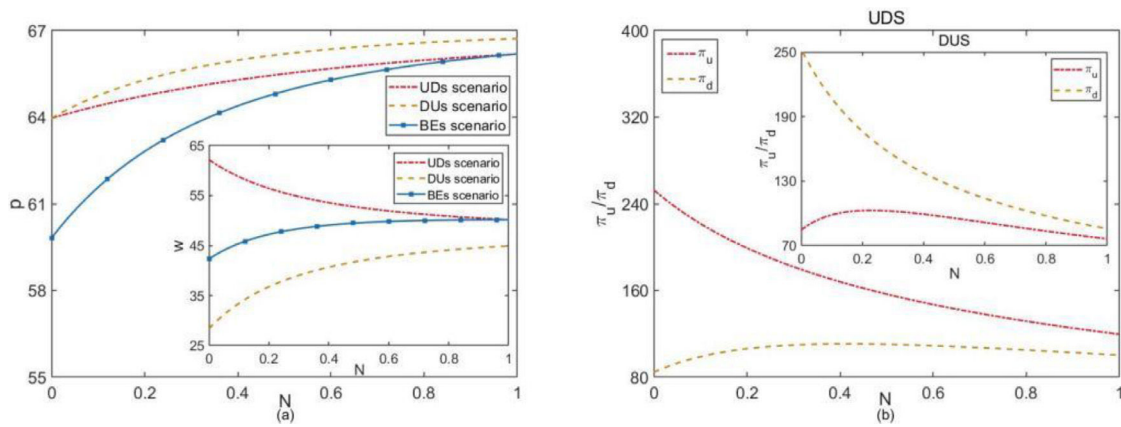 67
64
61
58
55
p
0
0.2
0.4
0.6
0.8
1
N
(a)
UDs scenario
DUs scenario
BEs scenario
65
55
45
35
25
w
0
0.2
0.4
0.6
0.8
1
N
UDs scenario
DUs scenario
BEs scenario
UDS
400
320
240
160
80
π_u/π_d
0
0.2
0.4
0.6
0.8
1
N
(b)
π_u
π_d
DUS
250
190
130
70
π_u/π_d
0
0.2
0.4
0.6
0.8
1
N
π_u
π_d